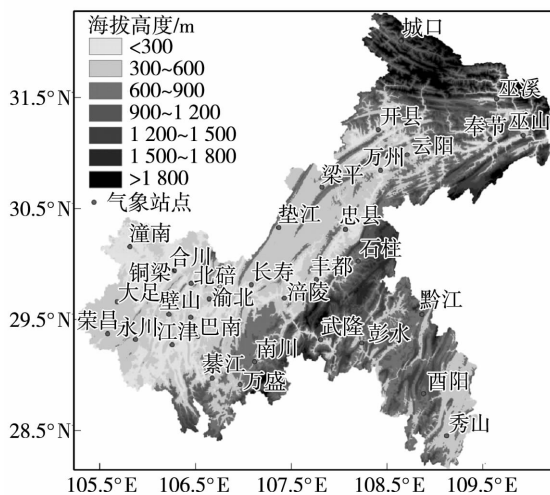 海拔高度/m
<300
300~600
600~900
900~1 200
1 200~1 500
1 500~1 800
>1 800
气象站点
城口
巫溪
开县
奉节
巫山
云阳
万州
梁平
垫江
忠县
石柱
潼南
合川
铜梁
北碚
长寿
丰都
大足
璧山
渝北
涪陵
黔江
荣昌
永川
江津
巴南
武隆
彭水
南川
綦江
万盛
酉阳
秀山
31.5°N
30.5°N
29.5°N
28.5°N
105.5°E
106.5°E
107.5°E
108.5°E
109.5°E